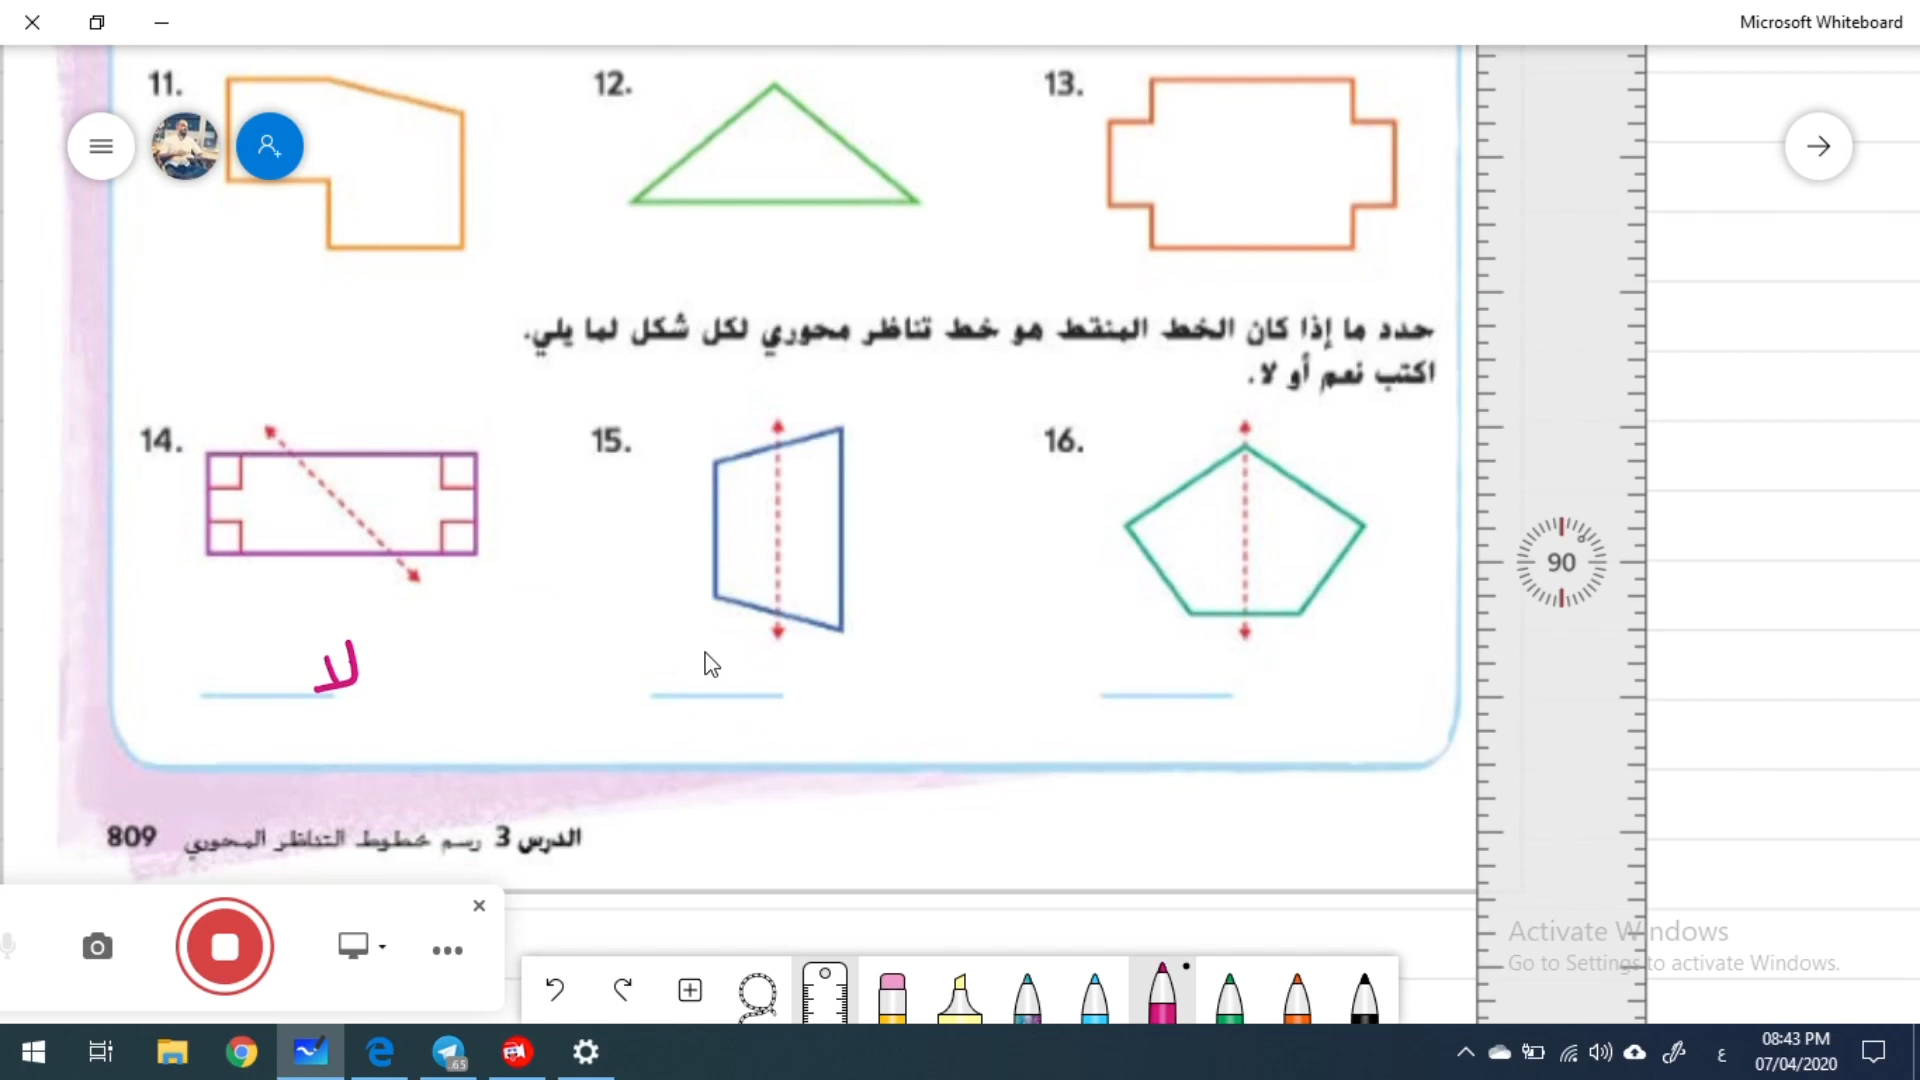 Microsoft Whiteboard
11.
12.
13.
حدد ما إذا كان الخط المنقط هو خط تناظر محوري لكل شكل لما يلي.
اكتب نعم أو لا.
14.
15.
16.
90
لا
الدرس 3 رسم خطوط التناظر المحوري 809
Activate Windows
Go to Settings to activate Windows.
65
ع
08:43 PM
07/04/2020